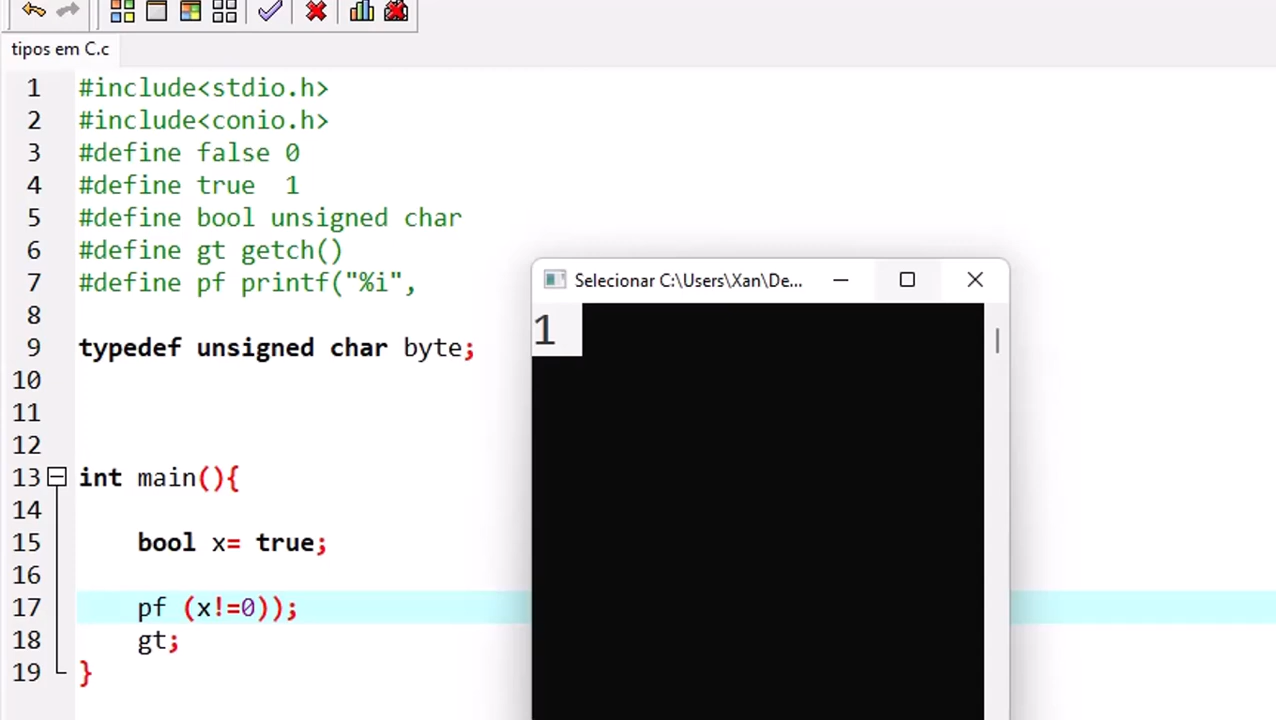 tipos em C.c
1 #include<stdio.h>
2 #include<conio.h>
3 #define false 0
4 #define true  1
5 #define bool unsigned char
6 #define gt getch()
7 #define pf printf("%i",
8
9 typedef unsigned char byte;
10
11
12
13 int main(){
14
15     bool x= true;
16
17     pf (x!=0));
18     gt;
19 }
Selecionar C:\Users\Xan\De...
1